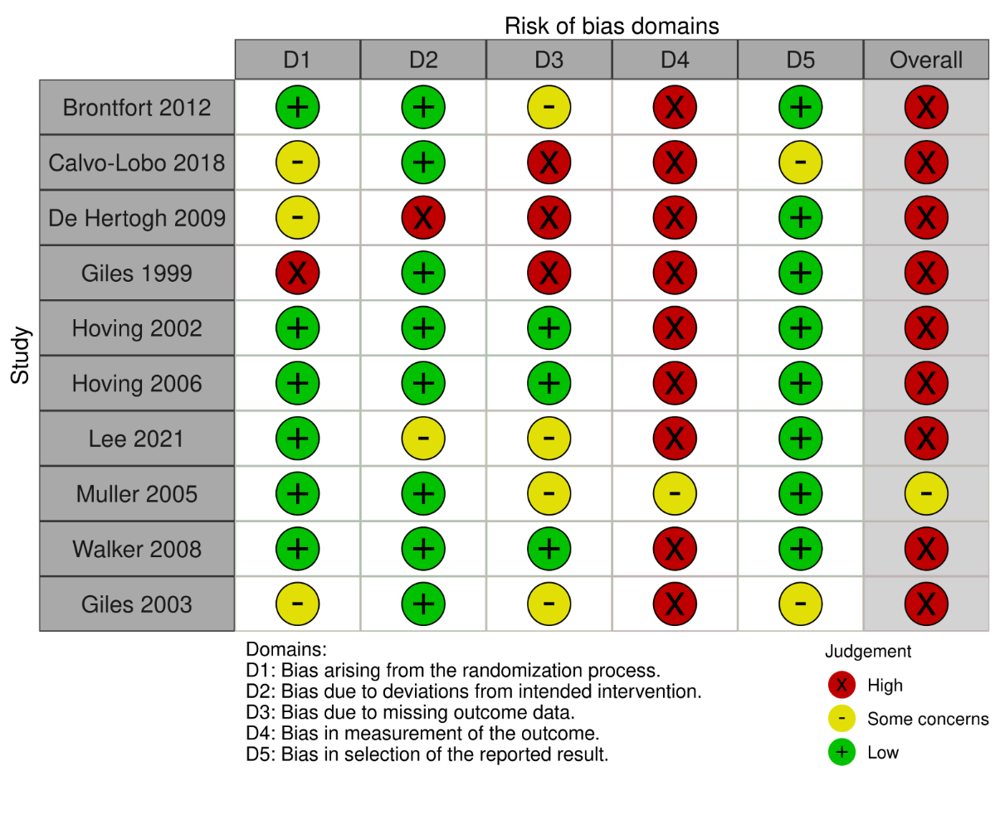 Risk of bias domains
D1 D2 D3 D4 D5 Overall
Study
Brontfort 2012 + + - X + X
Calvo-Lobo 2018 - + X X - X
De Hertogh 2009 - X X X + X
Giles 1999 X + X X + X
Hoving 2002 + + + X + X
Hoving 2006 + + + X + X
Lee 2021 + - - X + X
Muller 2005 + + - - + -
Walker 2008 + + + X + X
Giles 2003 - + - X - X
Domains:
D1: Bias arising from the randomization process.
D2: Bias due to deviations from intended intervention.
D3: Bias due to missing outcome data.
D4: Bias in measurement of the outcome.
D5: Bias in selection of the reported result.
Judgement
X High
- Some concerns
+ Low